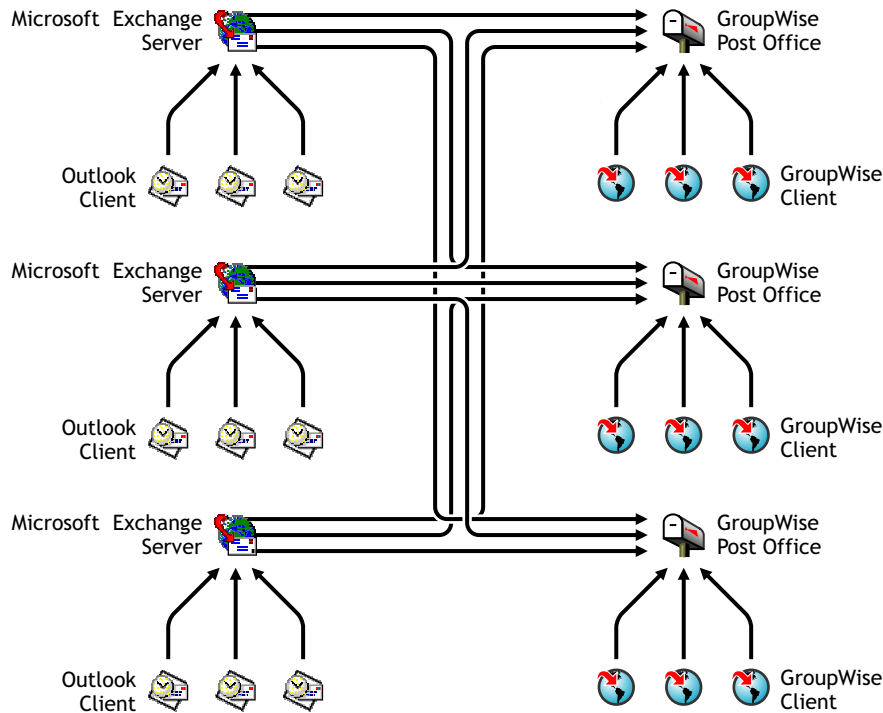 Microsoft Exchange
Server
GroupWise
Post Office
Outlook
Client
GroupWise
Client
Microsoft Exchange
Server
GroupWise
Post Office
Outlook
Client
GroupWise
Client
Microsoft Exchange
Server
GroupWise
Post Office
Outlook
Client
GroupWise
Client